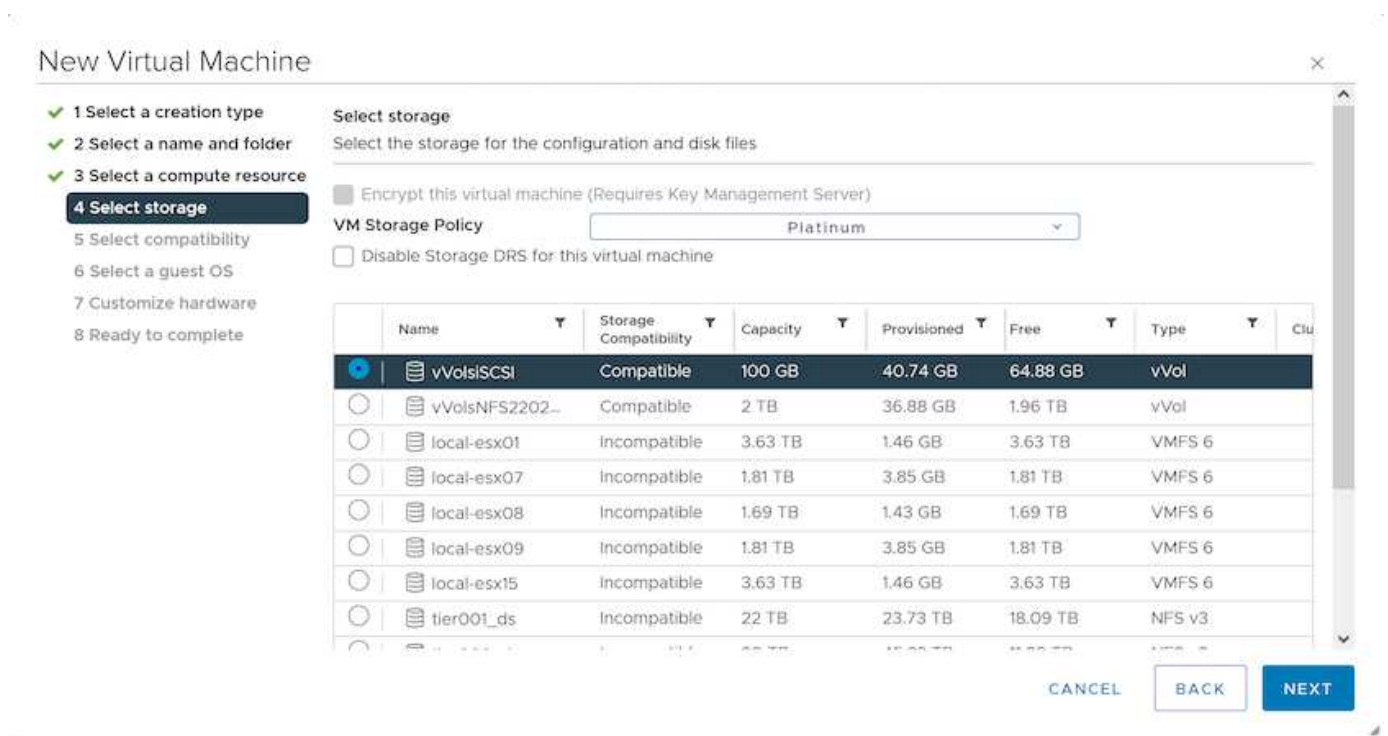 New Virtual Machine
1 Select a creation type
2 Select a name and folder
3 Select a compute resource
4 Select storage
5 Select compatibility
6 Select a guest OS
7 Customize hardware
8 Ready to complete
Select storage
Select the storage for the configuration and disk files
Encrypt this virtual machine (Requires Key Management Server)
VM Storage Policy Platinum
Disable Storage DRS for this virtual machine
Name Storage Compatibility Capacity Provisioned Free Type Clu
vVolsiSCSI Compatible 100 GB 40.74 GB 64.88 GB vVol
vVolsNFS2202... Compatible 2 TB 36.88 GB 1.96 TB vVol
local-esx01 Incompatible 3.63 TB 1.46 GB 3.63 TB VMFS 6
local-esx07 Incompatible 1.81 TB 3.85 GB 1.81 TB VMFS 6
local-esx08 Incompatible 1.69 TB 1.43 GB 1.69 TB VMFS 6
local-esx09 Incompatible 1.81 TB 3.85 GB 1.81 TB VMFS 6
local-esx15 Incompatible 3.63 TB 1.46 GB 3.63 TB VMFS 6
tier001_ds Incompatible 22 TB 23.73 TB 18.09 TB NFS v3
CANCEL BACK NEXT